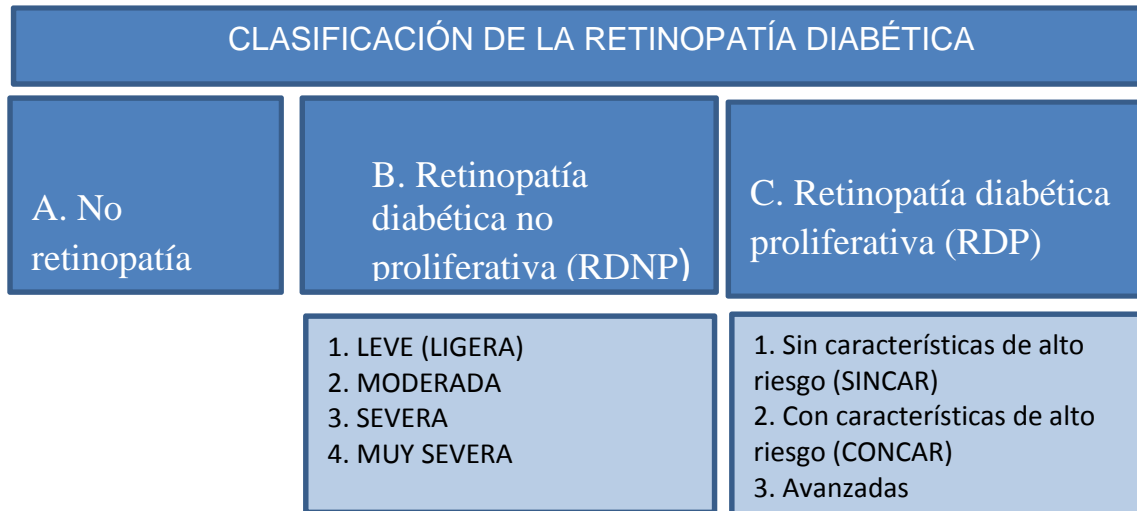 CLASIFICACIÓN DE LA RETINOPATÍA DIABÉTICA
A. No
retinopatía
B. Retinopatía
diabética no
proliferativa (RDNP)
C. Retinopatía diabética
proliferativa (RDP)
1. LEVE (LIGERA)
2. MODERADA
3. SEVERA
4. MUY SEVERA
1. Sin características de alto
riesgo (SINCAR)
2. Con características de alto
riesgo (CONCAR)
3. Avanzadas